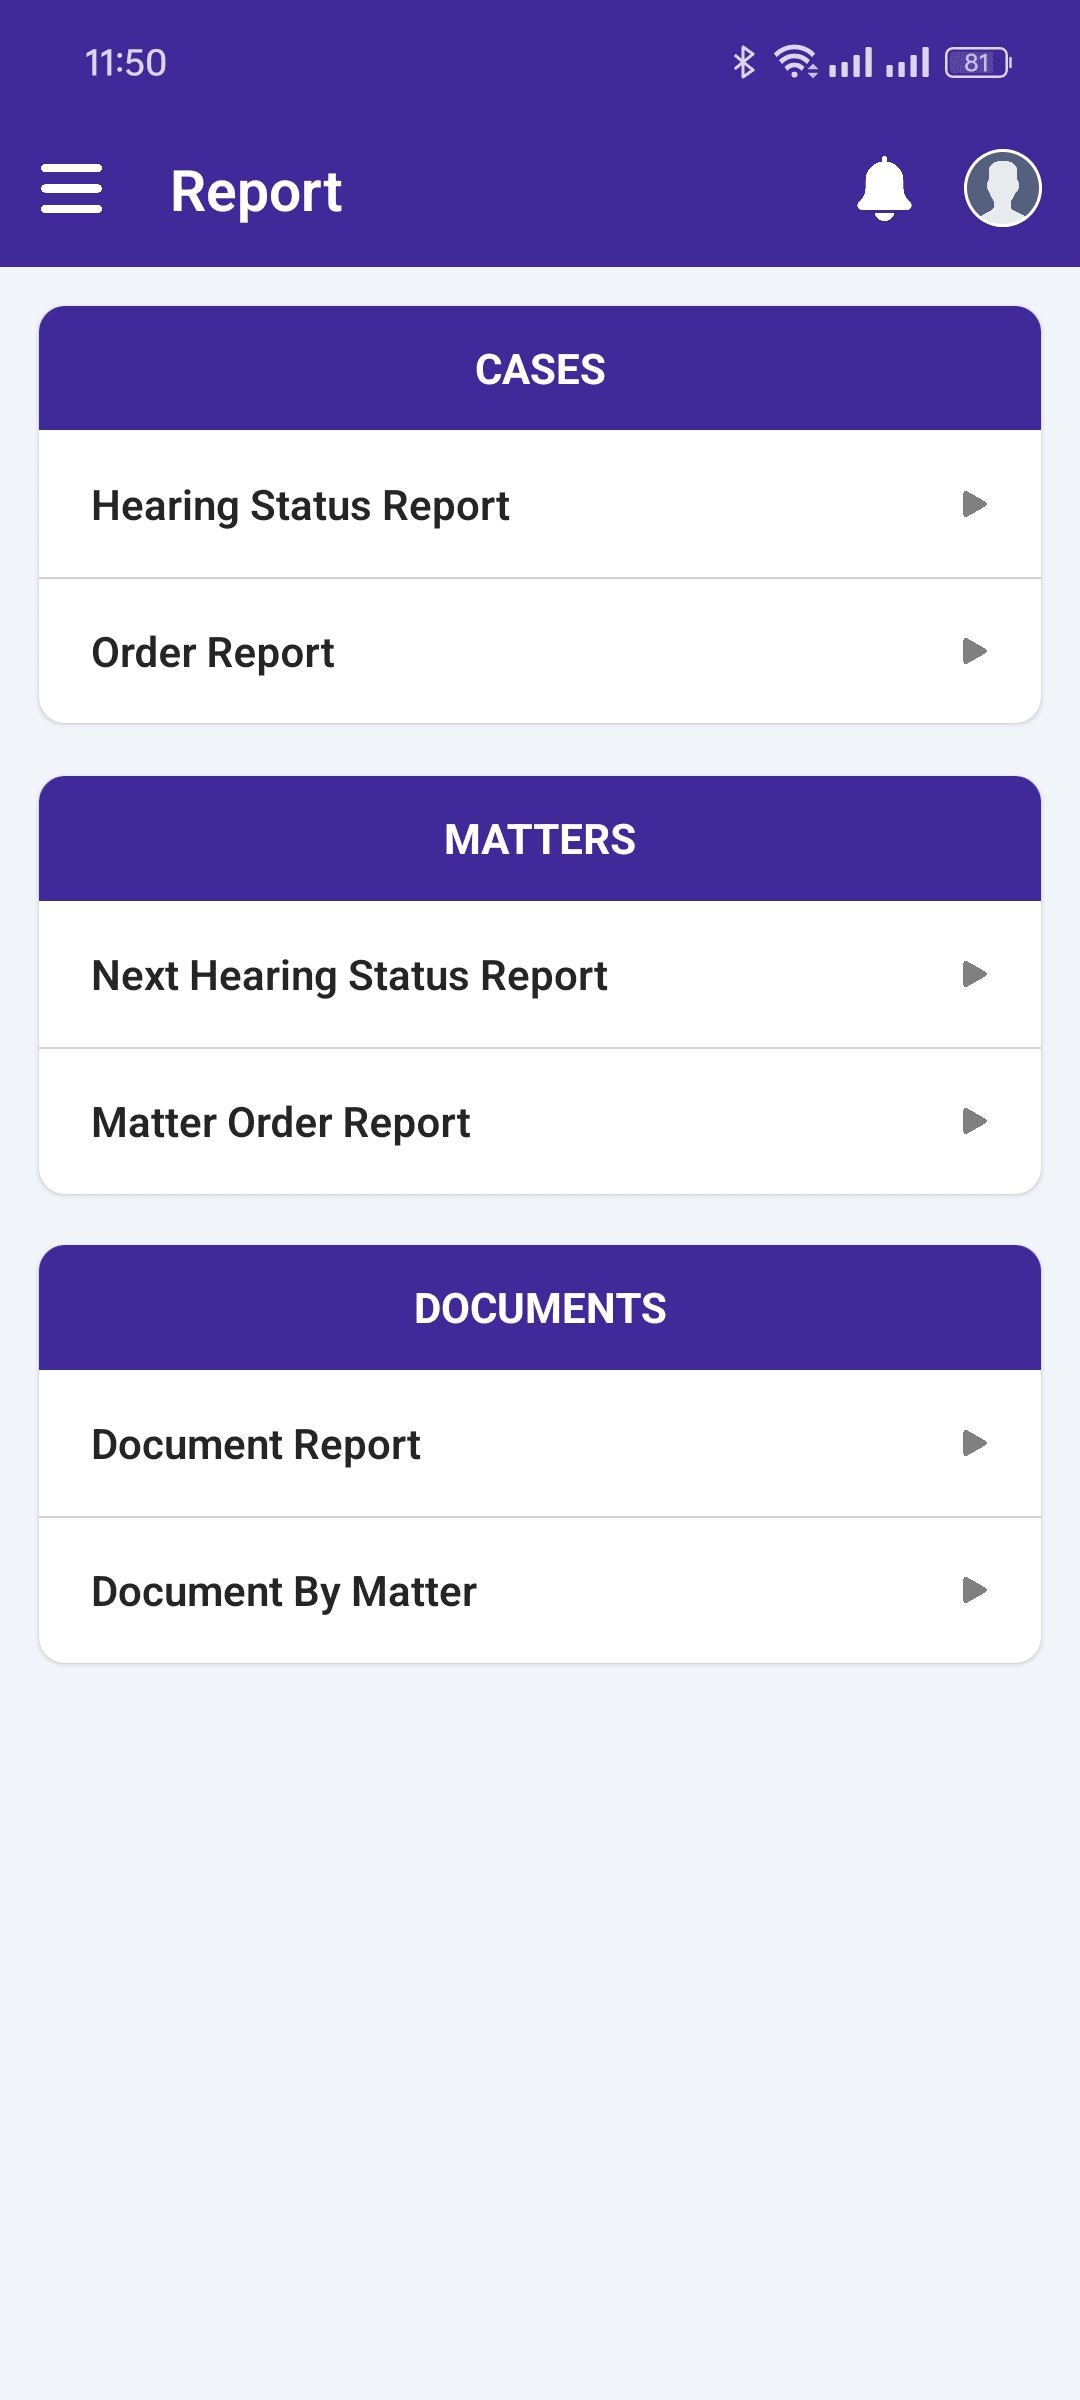 11:50
81
Report
CASES
Hearing Status Report
Order Report
MATTERS
Next Hearing Status Report
Matter Order Report
DOCUMENTS
Document Report
Document By Matter